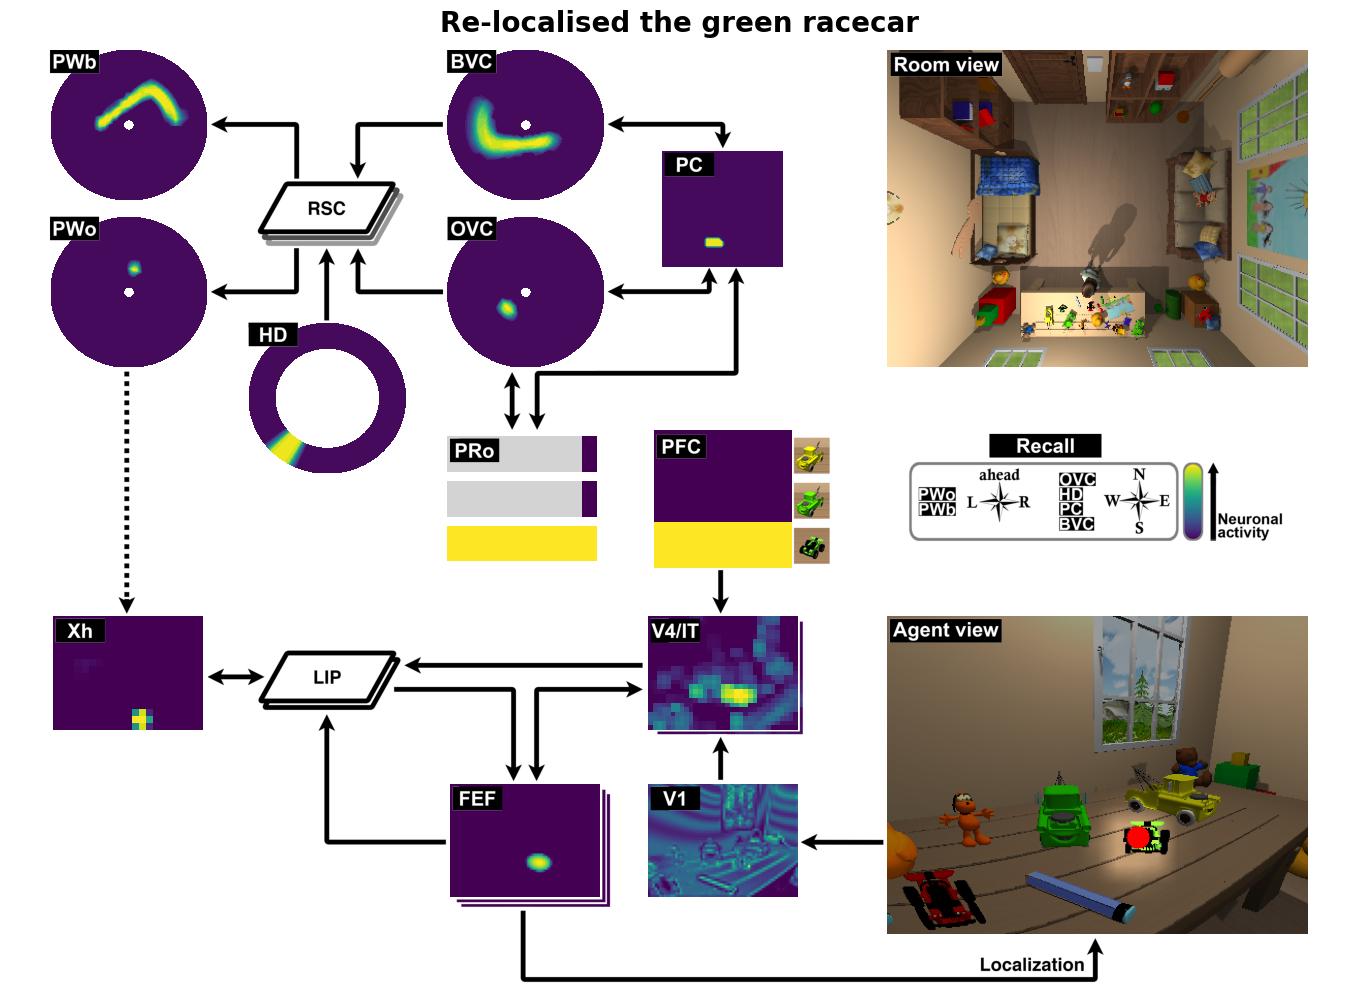 Re-localised the green racecar
PWb
BVC
Room view
PC
RSC
PWo
OVC
HD
PRo
PFC
Recall
ahead
L
R
PWo
PWb
OVC
HD
PC
BVC
N
W
E
S
Neuronal
activity
Xh
LIP
V4/IT
Agent view
FEF
V1
Localization